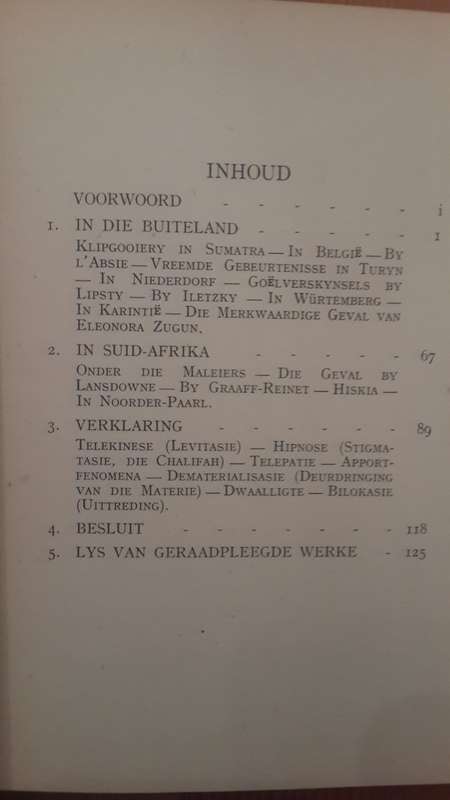 INHOUD
VOORWOORD - - - - - - i
1. IN DIE BUITELAND - - - - - 1
KLIPGOOIERY IN SUMATRA — IN BELGIË — BY
L'ABSIE — VREEMDE GEBEURTENISSE IN TURYN
— IN NIEDERDORF — GOËLVERSKYNSELS BY
LIPSTY — BY ILETZKY — IN WÜRTEMBERG —
IN KARINTIË — DIE MERKWAARDIGE GEVAL VAN
ELEONORA ZUGUN.
2. IN SUID-AFRIKA - - - - - 67
ONDER DIE MALEIERS — DIE GEVAL BY
LANSDOWNE — BY GRAAFF-REINET — HISKIA —
IN NOORDER-PAARL.
3. VERKLARING - - - - - - 89
TELEKINESE (LEVITASIE) — HIPNOSE (STIGMA-
TASIE, DIE CHALIFAH) — TELEPATIE — APPORT-
FENOMENA — DEMATERIALISASIE (DEURDRINGING
VAN DIE MATERIE) — DWAALLIGTE — BILOKASIE
(UITTREDING).
4. BESLUIT - - - - - - - 118
5. LYS VAN GERAADPLEEGDE WERKE - 125